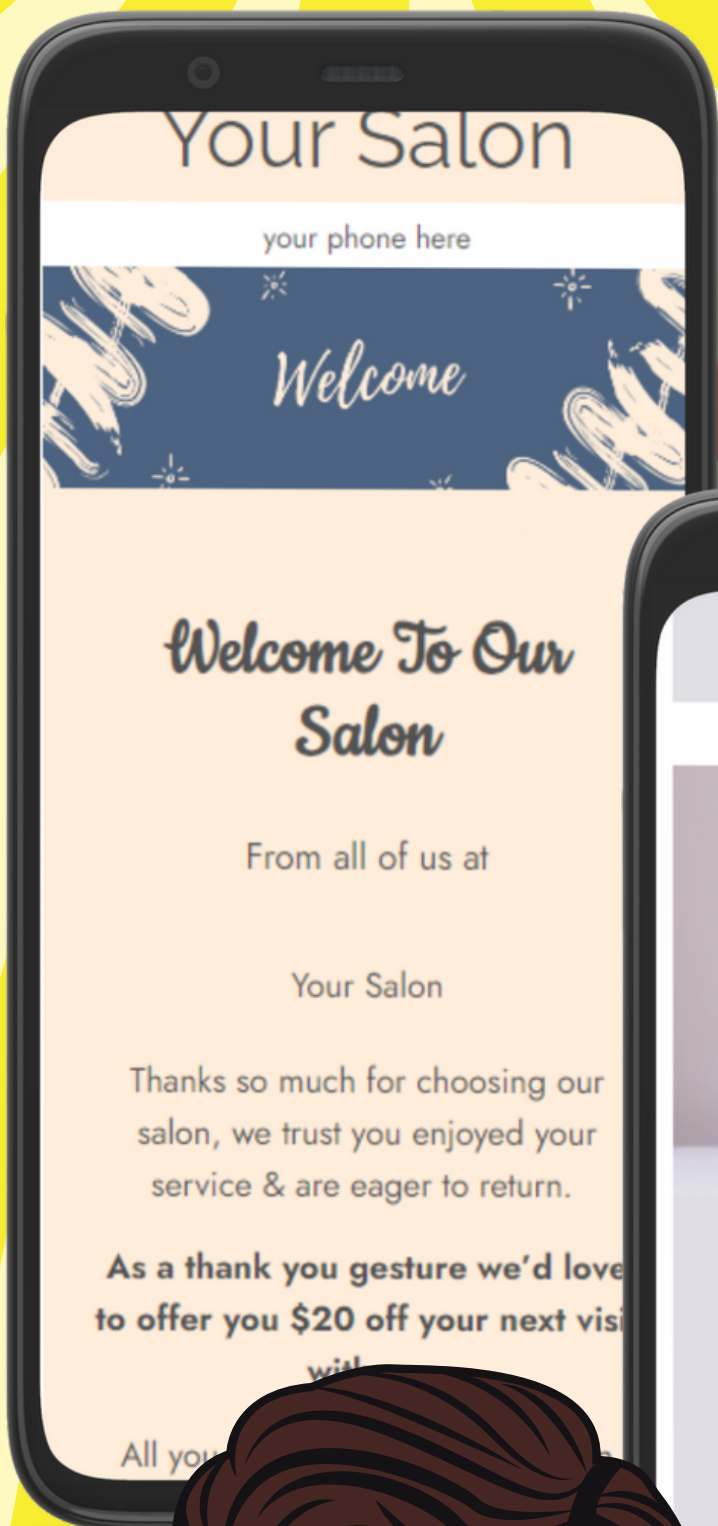 Your Salon
your phone here
Welcome
Welcome To Our
Salon
From all of us at
Your Salon
Thanks so much for choosing our
salon, we trust you enjoyed your
service & are eager to return.
As a thank you gesture we'd love
to offer you $20 off your next
All you